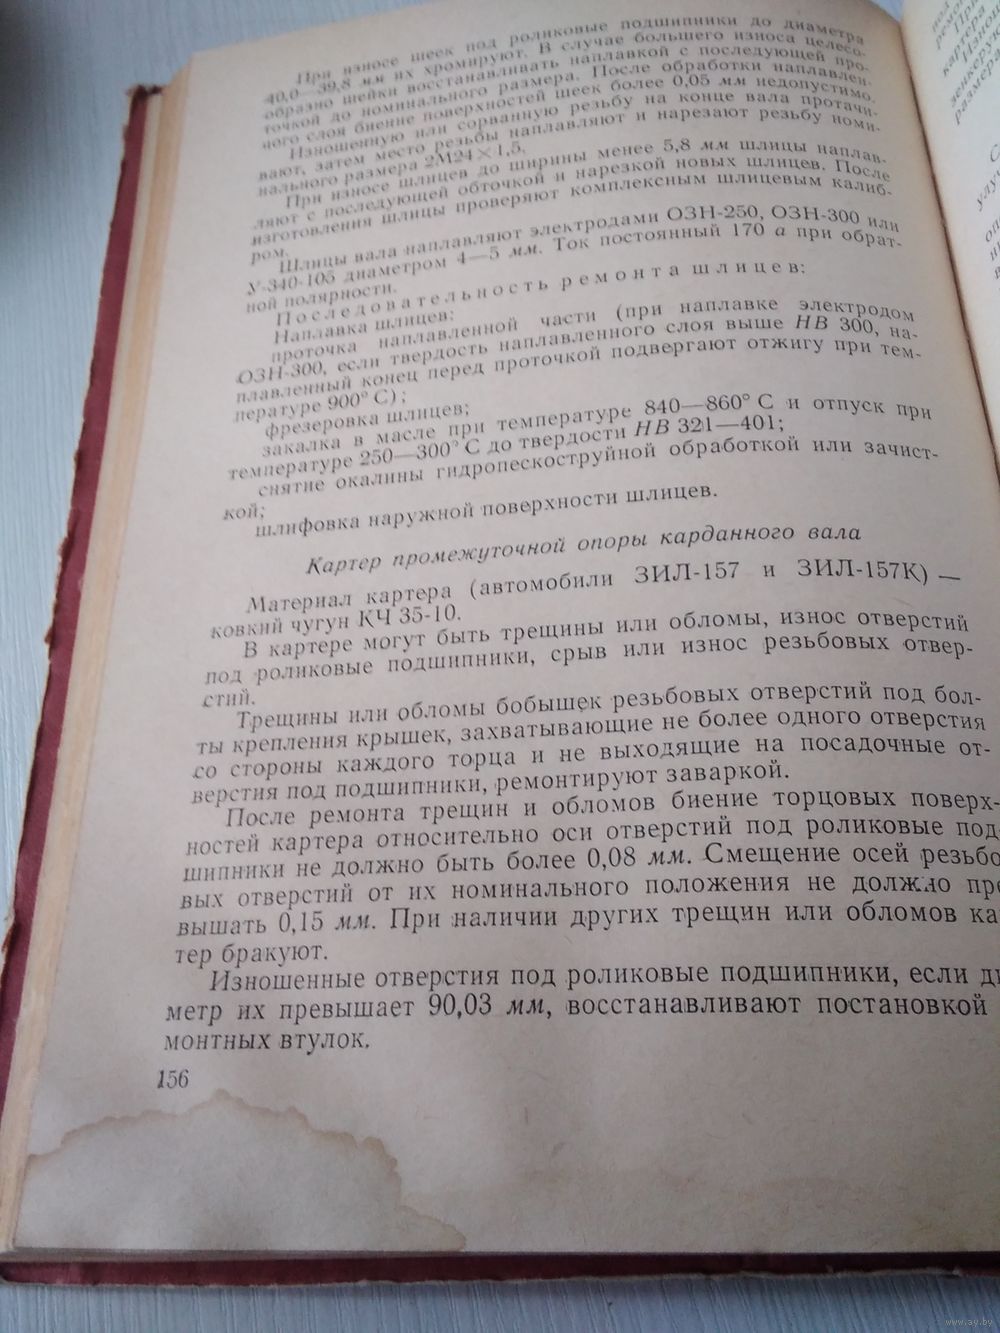 При износе шеек под роликовые подшипники до диаметра
40,0—39,8 мм их хромируют. В случае большего износа целесо-
образно шейки восстанавливать наплавкой с последующей про-
точкой до номинального размера. После обработки наплавлен-
ного слоя биение поверхностей шеек более 0,05 мм недопустимо.
Изношенную или сорванную резьбу на конце вала протачи-
вают, затем место резьбы наплавляют и нарезают резьбу номи-
нального размера 2М24×1,5.
При износе шлицев до ширины менее 5,8 мм шлицы наплав-
ляют с последующей обточкой и нарезкой новых шлицев. После
изготовления шлицы проверяют комплексным шлицевым калиб-
ром.
Шлицы вала наплавляют электродами ОЗН-250, ОЗН-300 или
У-340-105 диаметром 4—5 мм. Ток постоянный 170 а при обрат-
ной полярности.
Последовательность ремонта шлицев:
Наплавка шлицев;
проточка наплавленной части (при наплавке электродом
ОЗН-300, если твердость наплавленного слоя выше НВ 300, на-
плавленный конец перед проточкой подвергают отжигу при тем-
пературе 900° С);
фрезеровка шлицев;
закалка в масле при температуре 840—860° С и отпуск при
температуре 250—300° С до твердости НВ 321—401;
снятие окалины гидропескоструйной обработкой или зачист-
кой;
шлифовка наружной поверхности шлицев.
Картер промежуточной опоры карданного вала
Материал картера (автомобили ЗИЛ-157 и ЗИЛ-157К) —
ковкий чугун КЧ 35-10.
В картере могут быть трещины или обломы, износ отверстий
под роликовые подшипники, срыв или износ резьбовых отвер-
стий.
Трещины или обломы бобышек резьбовых отверстий под бол-
ты крепления крышек, захватывающие не более одного отверстия
со стороны каждого торца и не выходящие на посадочные от-
верстия под подшипники, ремонтируют заваркой.
После ремонта трещин и обломов биение торцовых поверх-
ностей картера относительно оси отверстий под роликовые под-
шипники не должно быть более 0,08 мм. Смещение осей резьбо
вых отверстий от их номинального положения не должно пре
вышать 0,15 мм. При наличии других трещин или обломов ка
тер бракуют.
Изношенные отверстия под роликовые подшипники, если ди
метр их превышает 90,03 мм, восстанавливают постановкой
монтных втулок.
156
www.ay.by